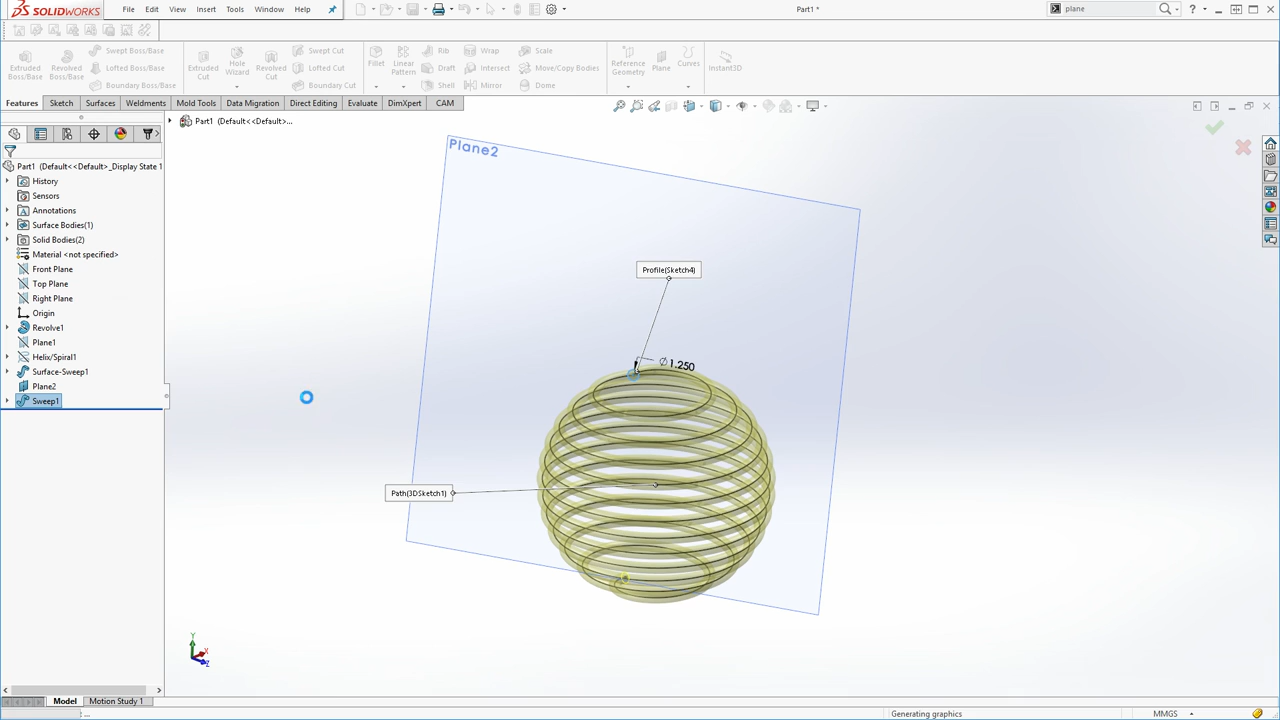 SOLIDWORKS File Edit View Insert Tools Window Help Part1 * plane
Extruded Boss/Base Revolved Boss/Base Swept Boss/Base Lofted Boss/Base Boundary Boss/Base Extruded Cut Hole Wizard Revolved Cut Swept Cut Lofted Cut Boundary Cut Fillet Linear Pattern Rib Draft Shell Wrap Intersect Mirror Scale Move/Copy Bodies Dome Reference Geometry Plane Curves Instant3D
Features Sketch Surfaces Weldments Mold Tools Data Migration Direct Editing Evaluate DimXpert CAM
Part1 (Default<<Default>...
Plane2
Part1 (Default<<Default>_Display State 1
History
Sensors
Annotations
Surface Bodies(1)
Solid Bodies(2)
Material <not specified>
Front Plane
Top Plane
Right Plane
Origin
Revolve1
Plane1
Helix/Spiral1
Surface-Sweep1
Plane2
Sweep1
Profile(Sketch4)
∅1.250
Path(3DSketch1)
Y
X
Z
Model Motion Study 1
... Generating graphics MMGS